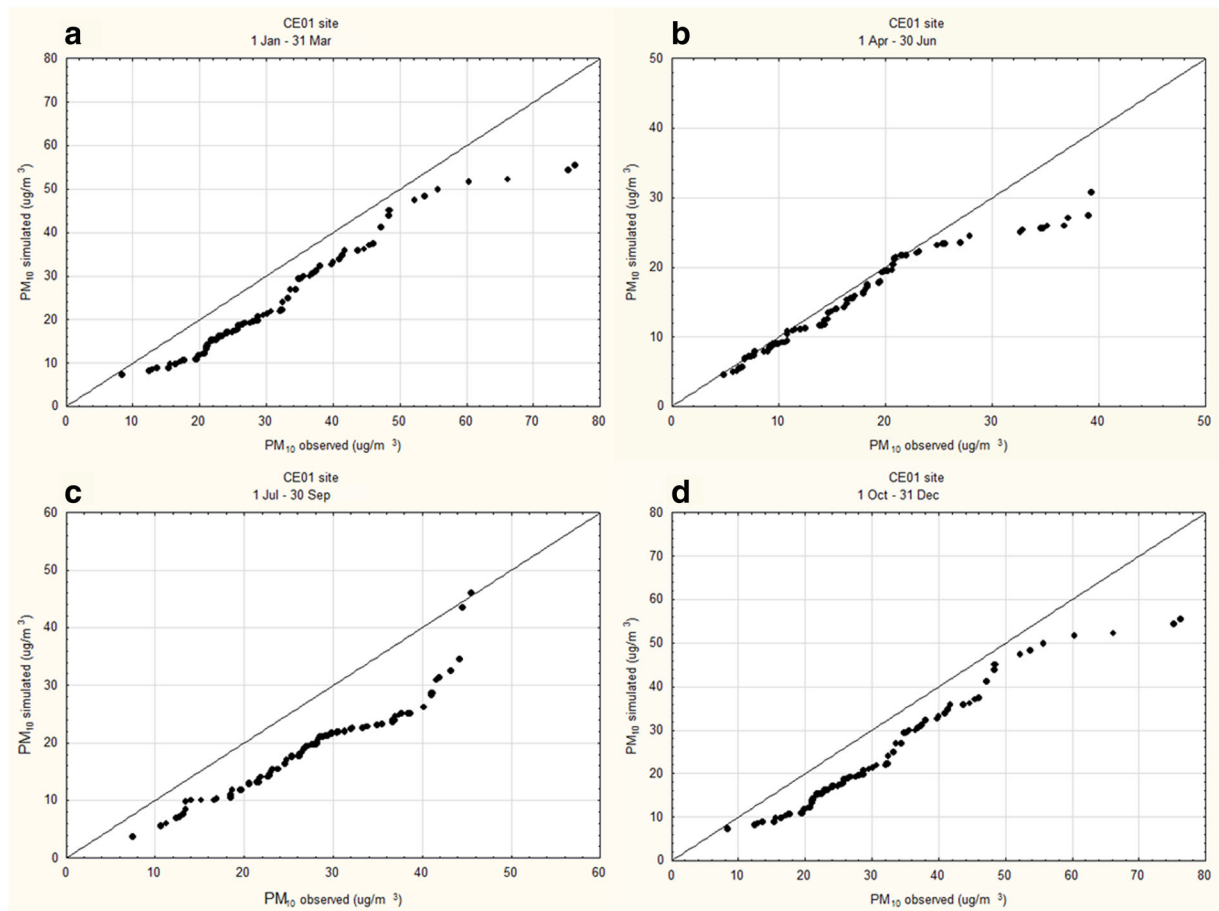 a
CE01 site
1 Jan - 31 Mar
80
70
60
50
40
30
20
10
0
PM10 simulated (ug/m 3)
0 10 20 30 40 50 60 70 80
PM10 observed (ug/m 3)
b
CE01 site
1 Apr - 30 Jun
50
40
30
20
10
0
PM10 simulated (ug/m 3)
0 10 20 30 40 50
PM10 observed (ug/m 3)
c
CE01 site
1 Jul - 30 Sep
60
50
40
30
20
10
0
PM10 simulated (ug/m 3)
0 10 20 30 40 50 60
PM10 observed (ug/m 3)
d
CE01 site
1 Oct - 31 Dec
80
70
60
50
40
30
20
10
0
PM10 simulated (ug/m 3)
0 10 20 30 40 50 60 70 80
PM10 observed (ug/m 3)